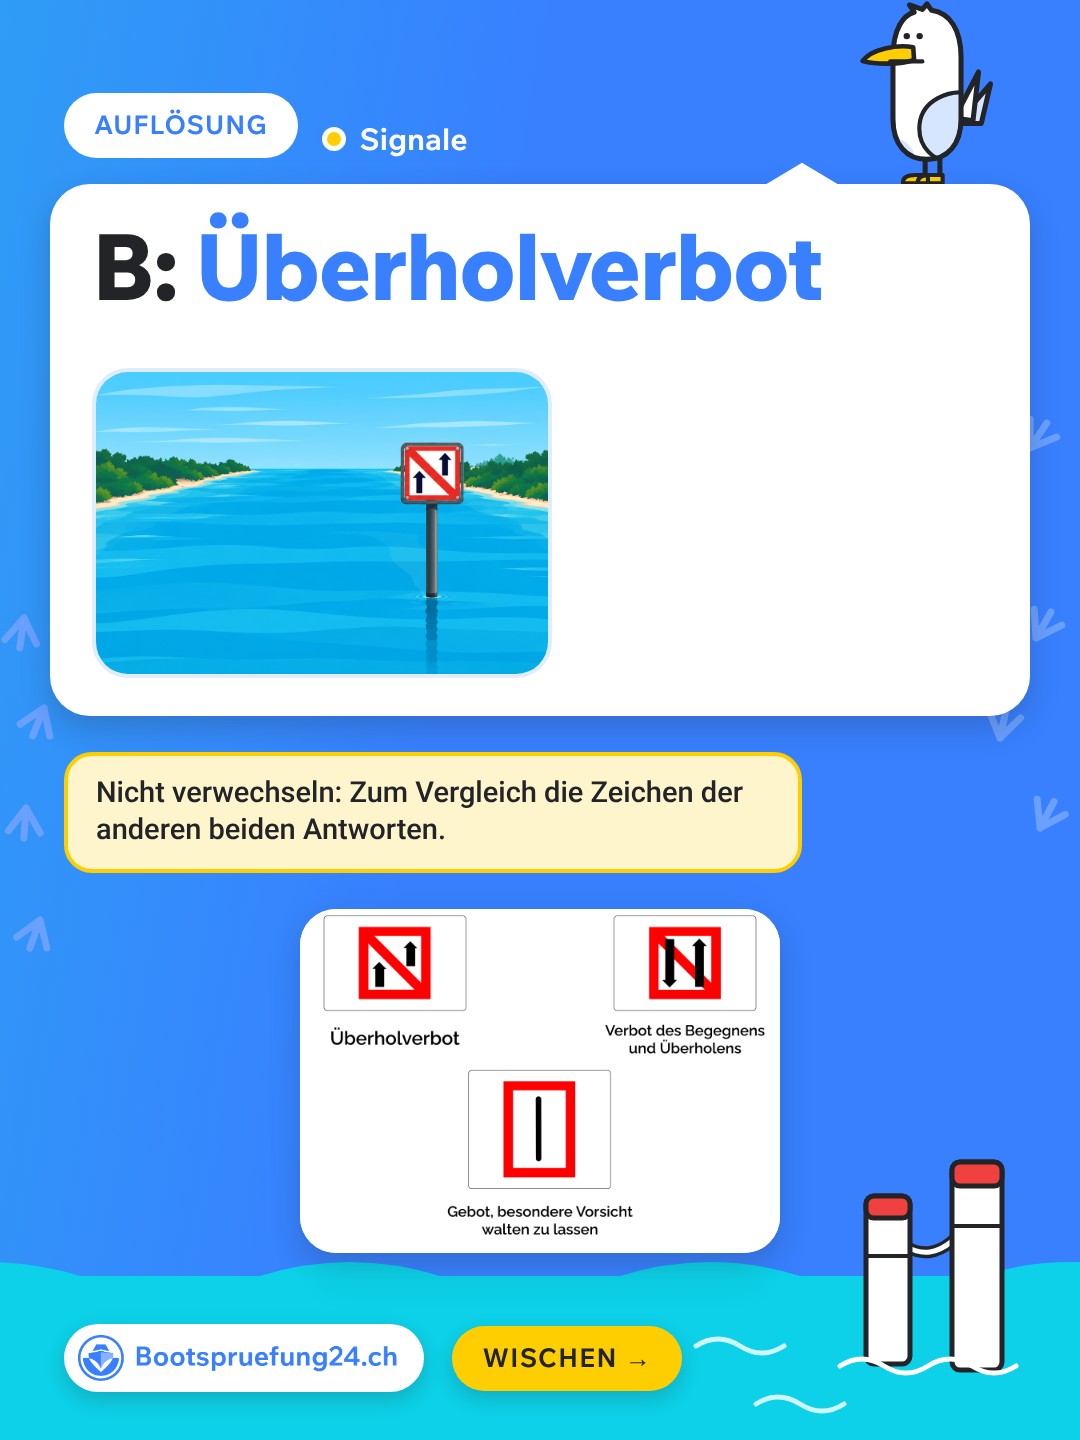 AUFLÖSUNG
Signale
B: Überholverbot
Nicht verwechseln: Zum Vergleich die Zeichen der
anderen beiden Antworten.
Überholverbot
Verbot des Begegnens
und Überholens
Gebot, besondere Vorsicht
walten zu lassen
Bootspruefung24.ch
WISCHEN →